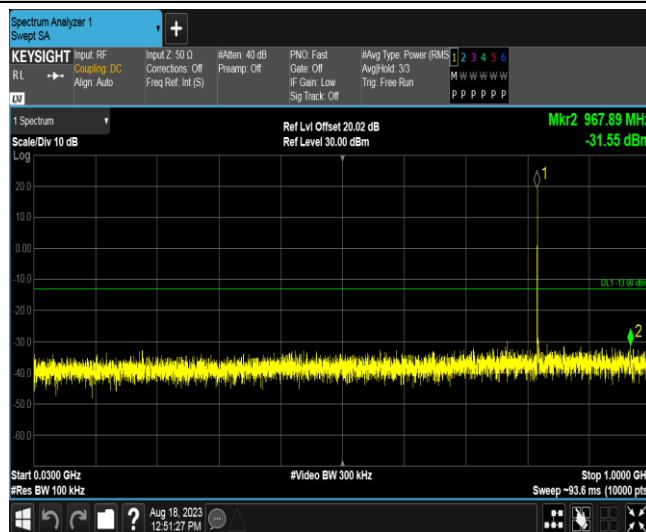 Spectrum Analyzer 1
Swept SA
+
KEYSIGHT
RL
LXI
Input: RF
Coupling: DC
Align: Auto
Input Z: 50 Ω
Corrections: Off
Freq Ref: Int (S)
#Atten: 40 dB
Preamp: Off
PNO: Fast
Gate: Off
IF Gain: Low
Sig Track: Off
#Avg Type: Power (RMS
Avg|Hold: 3/3
Trig: Free Run
1 2 3 4 5 6
M W W W W W
P P P P P P
1 Spectrum
Scale/Div 10 dB
Log
Ref Lvl Offset 20.02 dB
Ref Level 30.00 dBm
Mkr2 967.89 MHz
-31.55 dBm
1
20.0
10.0
0.00
-10.0
DL1 -13.00 dBm
-20.0
-30.0
2
-40.0
-50.0
-60.0
Start 0.0300 GHz
#Res BW 100 kHz
#Video BW 300 kHz
Stop 1.0000 GH
Sweep ~93.6 ms (10000 pts
?
Aug 18, 2023
12:51:27 PM